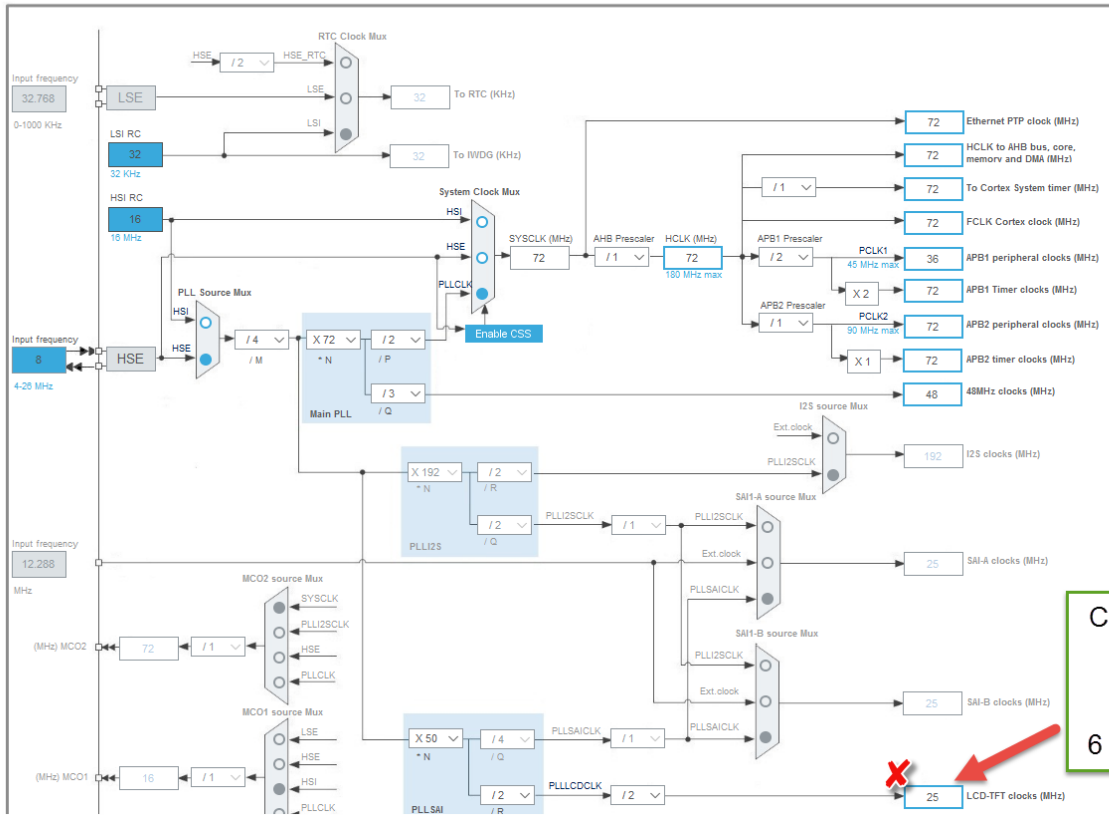 RTC Clock Mux
HSE
/ 2
HSE_RTC
Input frequency
32.768
0-1000 KHz
LSE
LSE
32
To RTC (KHz)
LSI
LSI RC
32
32 KHz
32
To IWDG (KHz)
72
Ethernet PTP clock (MHz)
72
HCLK to AHB bus, core,
memory and DMA (MHz)
/ 1
72
To Cortex System timer (MHz)
72
FCLK Cortex clock (MHz)
HSI RC
16
16 MHz
System Clock Mux
HSI
HSE
PLLCLK
SYSCLK (MHz)
72
AHB Prescaler
/ 1
HCLK (MHz)
72
180 MHz max
APB1 Prescaler
/ 2
PCLK1
45 MHz max
36
APB1 peripheral clocks (MHz)
X 2
72
APB1 Timer clocks (MHz)
APB2 Prescaler
/ 1
PCLK2
90 MHz max
72
APB2 peripheral clocks (MHz)
X 1
72
APB2 timer clocks (MHz)
Enable CSS
PLL Source Mux
HSI
HSE
Input frequency
8
4-26 MHz
HSE
/ 4
/ M
X 72
* N
/ 2
/ P
/ 3
/ Q
Main PLL
48
48MHz clocks (MHz)
I2S source Mux
Ext.clock
PLLI2SCLK
192
I2S clocks (MHz)
X 192
* N
/ 2
/ R
/ 2
/ Q
PLLI2S
PLLI2SCLK
/ 1
SAI1-A source Mux
PLLI2SCLK
Ext.clock
PLLSAICLK
25
SAI-A clocks (MHz)
Input frequency
12.288
MHz
SAI1-B source Mux
PLLI2SCLK
Ext.clock
PLLSAICLK
25
SAI-B clocks (MHz)
MCO2 source Mux
SYSCLK
PLLI2SCLK
HSE
PLLCLK
(MHz) MCO2
72
/ 1
MCO1 source Mux
LSE
HSE
HSI
PLLCLK
(MHz) MCO1
16
/ 1
X 50
* N
/ 4
/ Q
/ 2
/ R
PLLSAI
PLLSAICLK
/ 1
PLLLCDCLK
/ 2
25
LCD-TFT clocks (MHz)
C
6